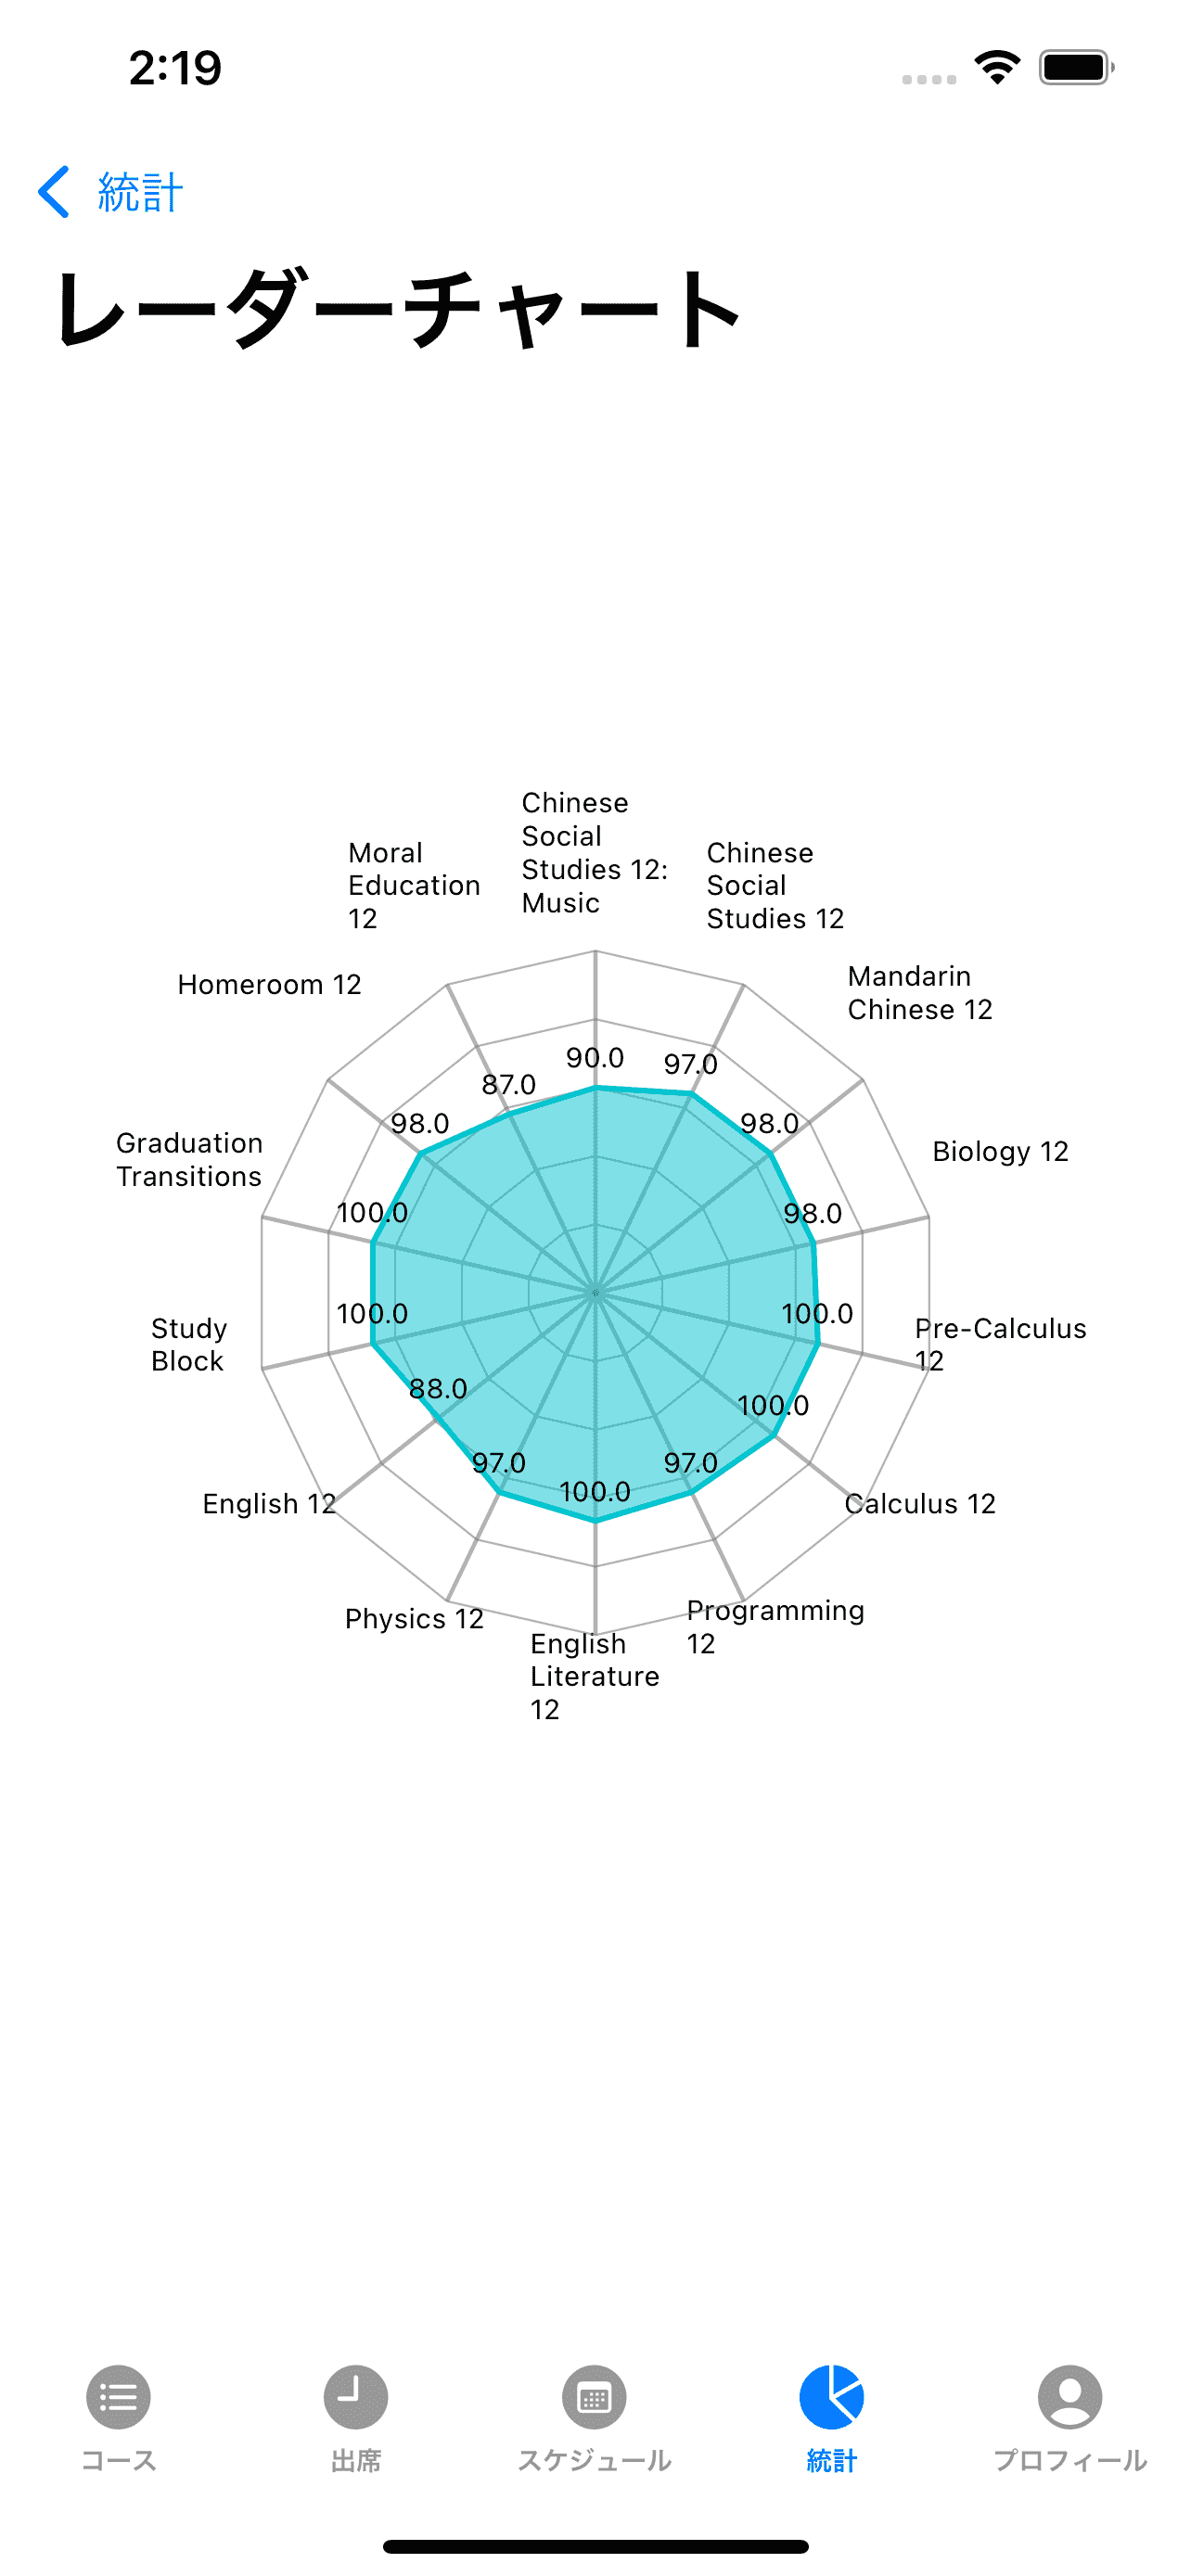 2:19
統計
レーダーチャート
Chinese
Social
Studies 12:
Music
Moral
Education
12
Chinese
Social
Studies 12
Homeroom 12
Mandarin
Chinese 12
90.0
97.0
87.0
98.0
98.0
Graduation
Transitions
Biology 12
100.0
98.0
100.0
100.0
Study
Block
Pre-Calculus
12
88.0
100.0
97.0
97.0
100.0
English 12
Calculus 12
Physics 12
Programming
12
English
Literature
12
コース
出席
スケジュール
統計
プロフィール